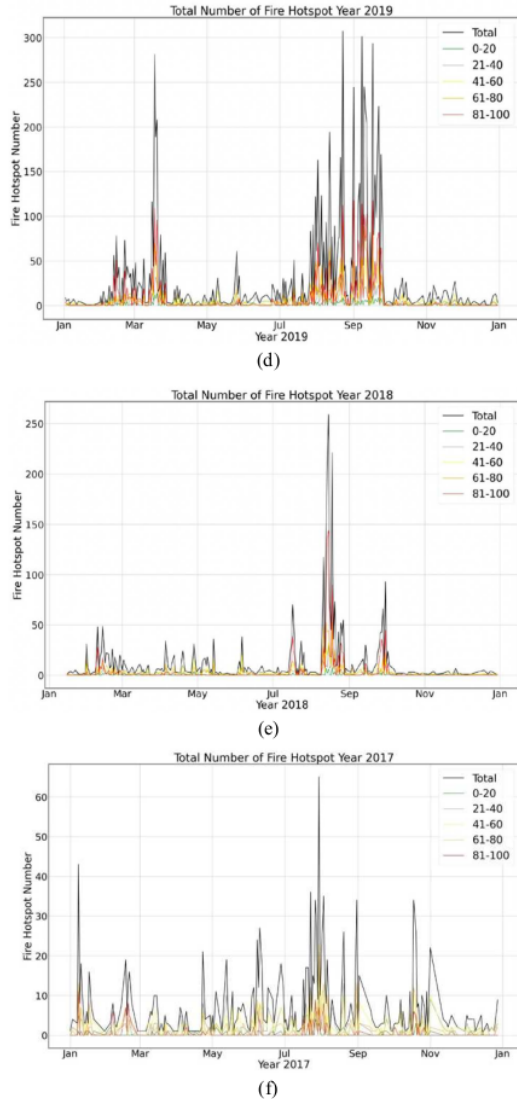 Total Number of Fire Hotspot Year 2019
Fire Hotspot Number
300
250
200
150
100
50
0
Total
0-20
21-40
41-60
61-80
81-100
Jan Mar May Jul Sep Nov Jan
Year 2019
(d)
Total Number of Fire Hotspot Year 2018
Fire Hotspot Number
250
200
150
100
50
0
Total
0-20
21-40
41-60
61-80
81-100
Jan Mar May Jul Sep Nov Jan
Year 2018
(e)
Total Number of Fire Hotspot Year 2017
Fire Hotspot Number
60
50
40
30
20
10
0
Total
0-20
21-40
41-60
61-80
81-100
Jan Mar May Jul Sep Nov Jan
Year 2017
(f)